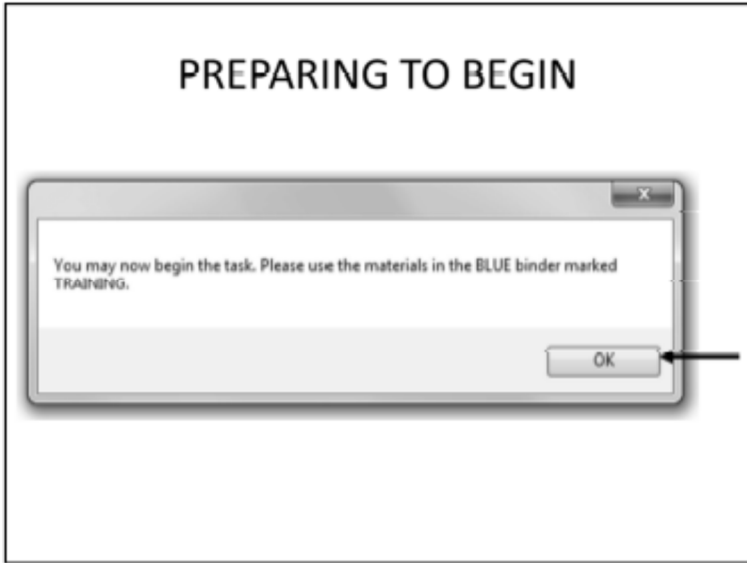 PREPARING TO BEGIN
X
You may now begin the task. Please use the materials in the BLUE binder marked
TRAINING.
OK